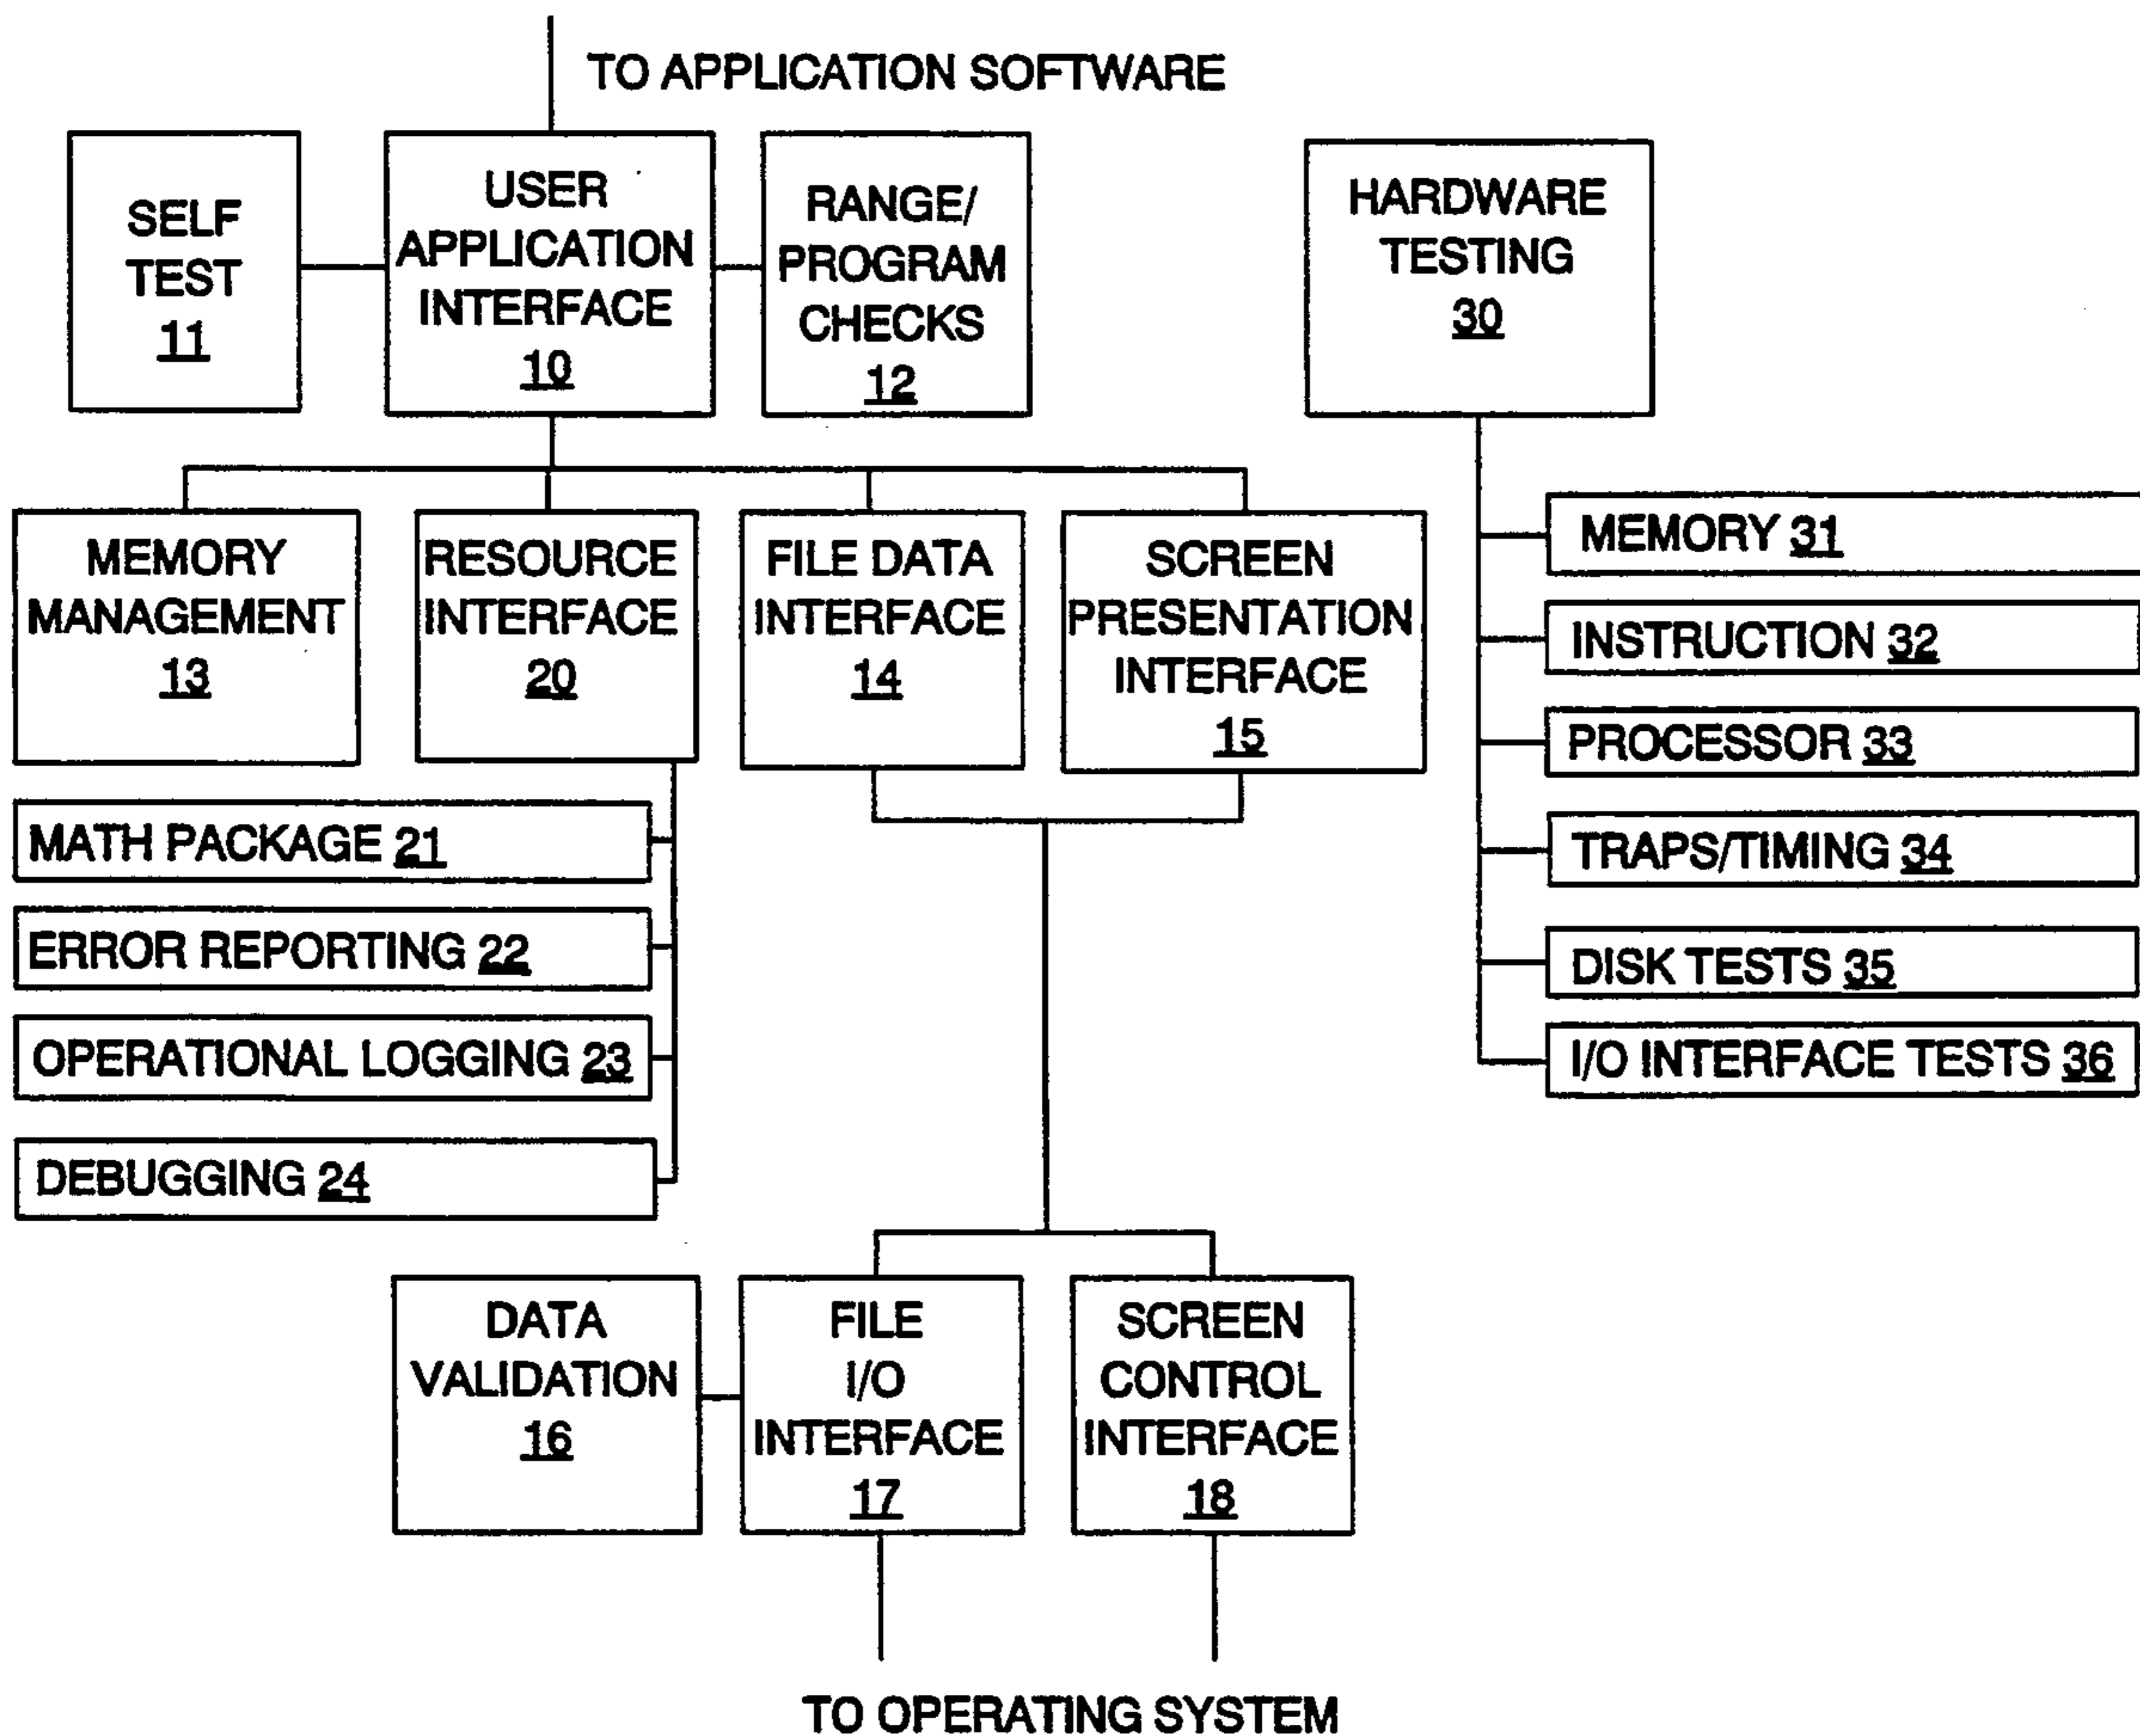 TO APPLICATION SOFTWARE
SELF
TEST
11
USER
APPLICATION
INTERFACE
10
RANGE/
PROGRAM
CHECKS
12
HARDWARE
TESTING
30
MEMORY
MANAGEMENT
13
RESOURCE
INTERFACE
20
FILE DATA
INTERFACE
14
SCREEN
PRESENTATION
INTERFACE
15
MEMORY 31
INSTRUCTION 32
PROCESSOR 33
TRAPS/TIMING 34
DISK TESTS 35
I/O INTERFACE TESTS 36
MATH PACKAGE 21
ERROR REPORTING 22
OPERATIONAL LOGGING 23
DEBUGGING 24
DATA
VALIDATION
16
FILE
I/O
INTERFACE
17
SCREEN
CONTROL
INTERFACE
18
TO OPERATING SYSTEM